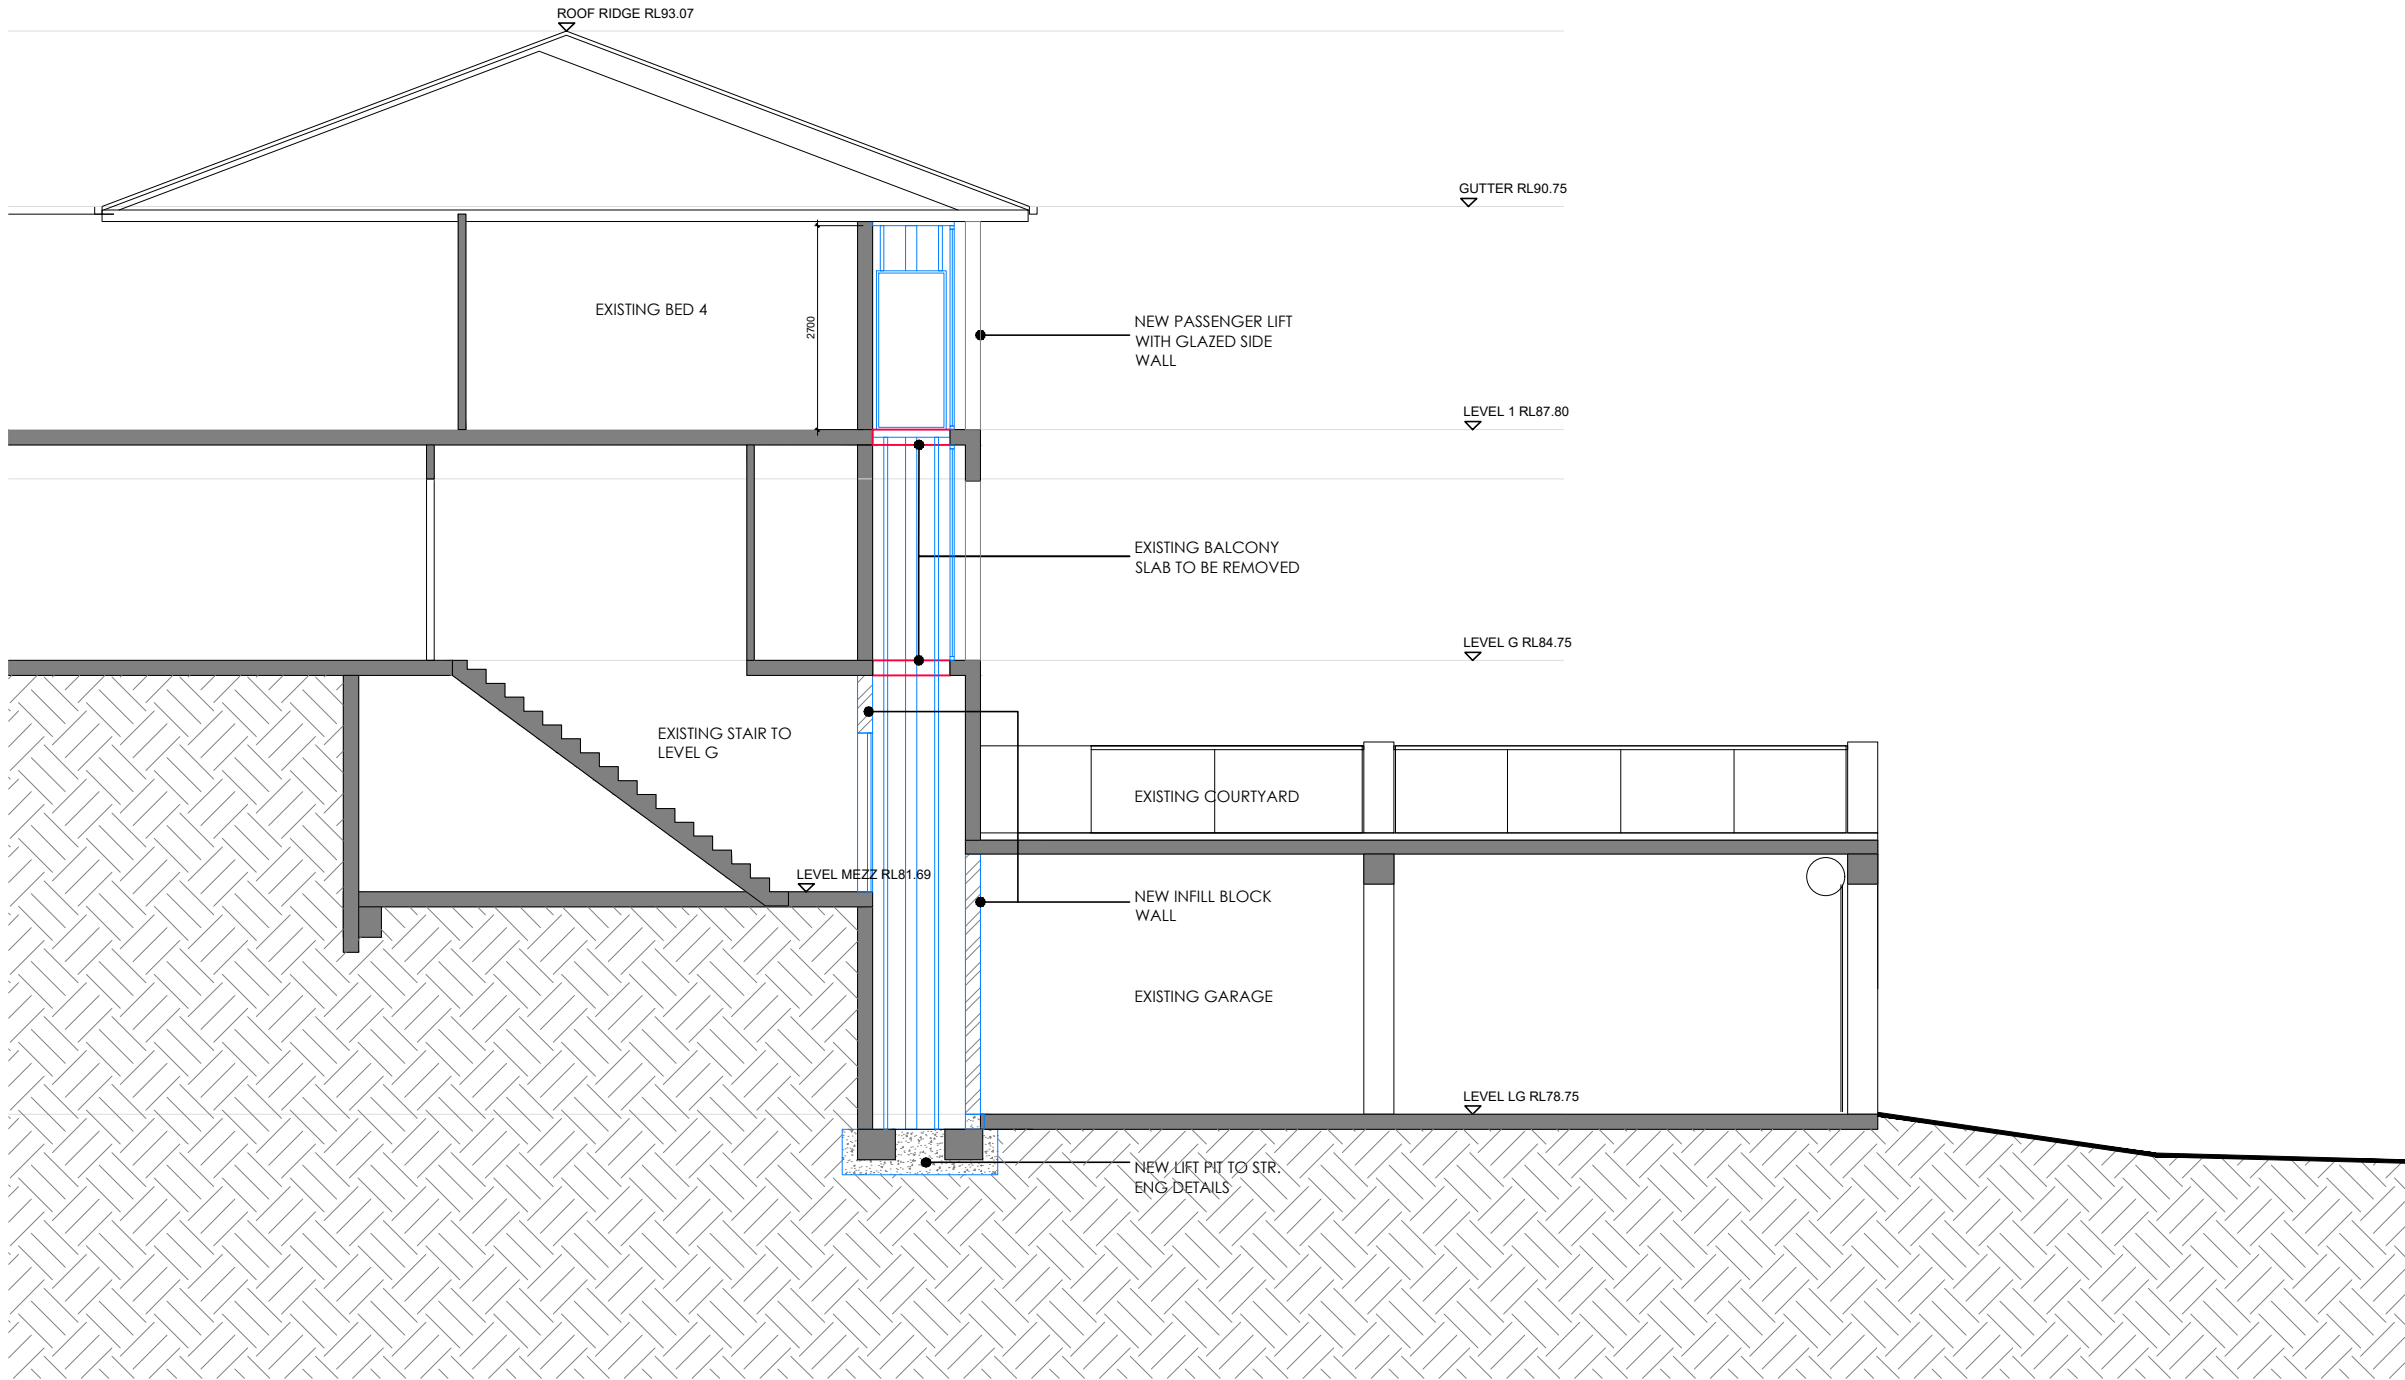 ROOF RIDGE RL93.07
GUTTER RL90.75
EXISTING BED 4
2700
NEW PASSENGER LIFT
WITH GLAZED SIDE
WALL
LEVEL 1 RL87.80
EXISTING BALCONY
SLAB TO BE REMOVED
LEVEL G RL84.75
EXISTING STAIR TO
LEVEL G
EXISTING COURTYARD
LEVEL MEZZ RL81.69
NEW INFILL BLOCK
WALL
EXISTING GARAGE
LEVEL LG RL78.75
NEW LIFT PIT TO STR.
ENG DETAILS